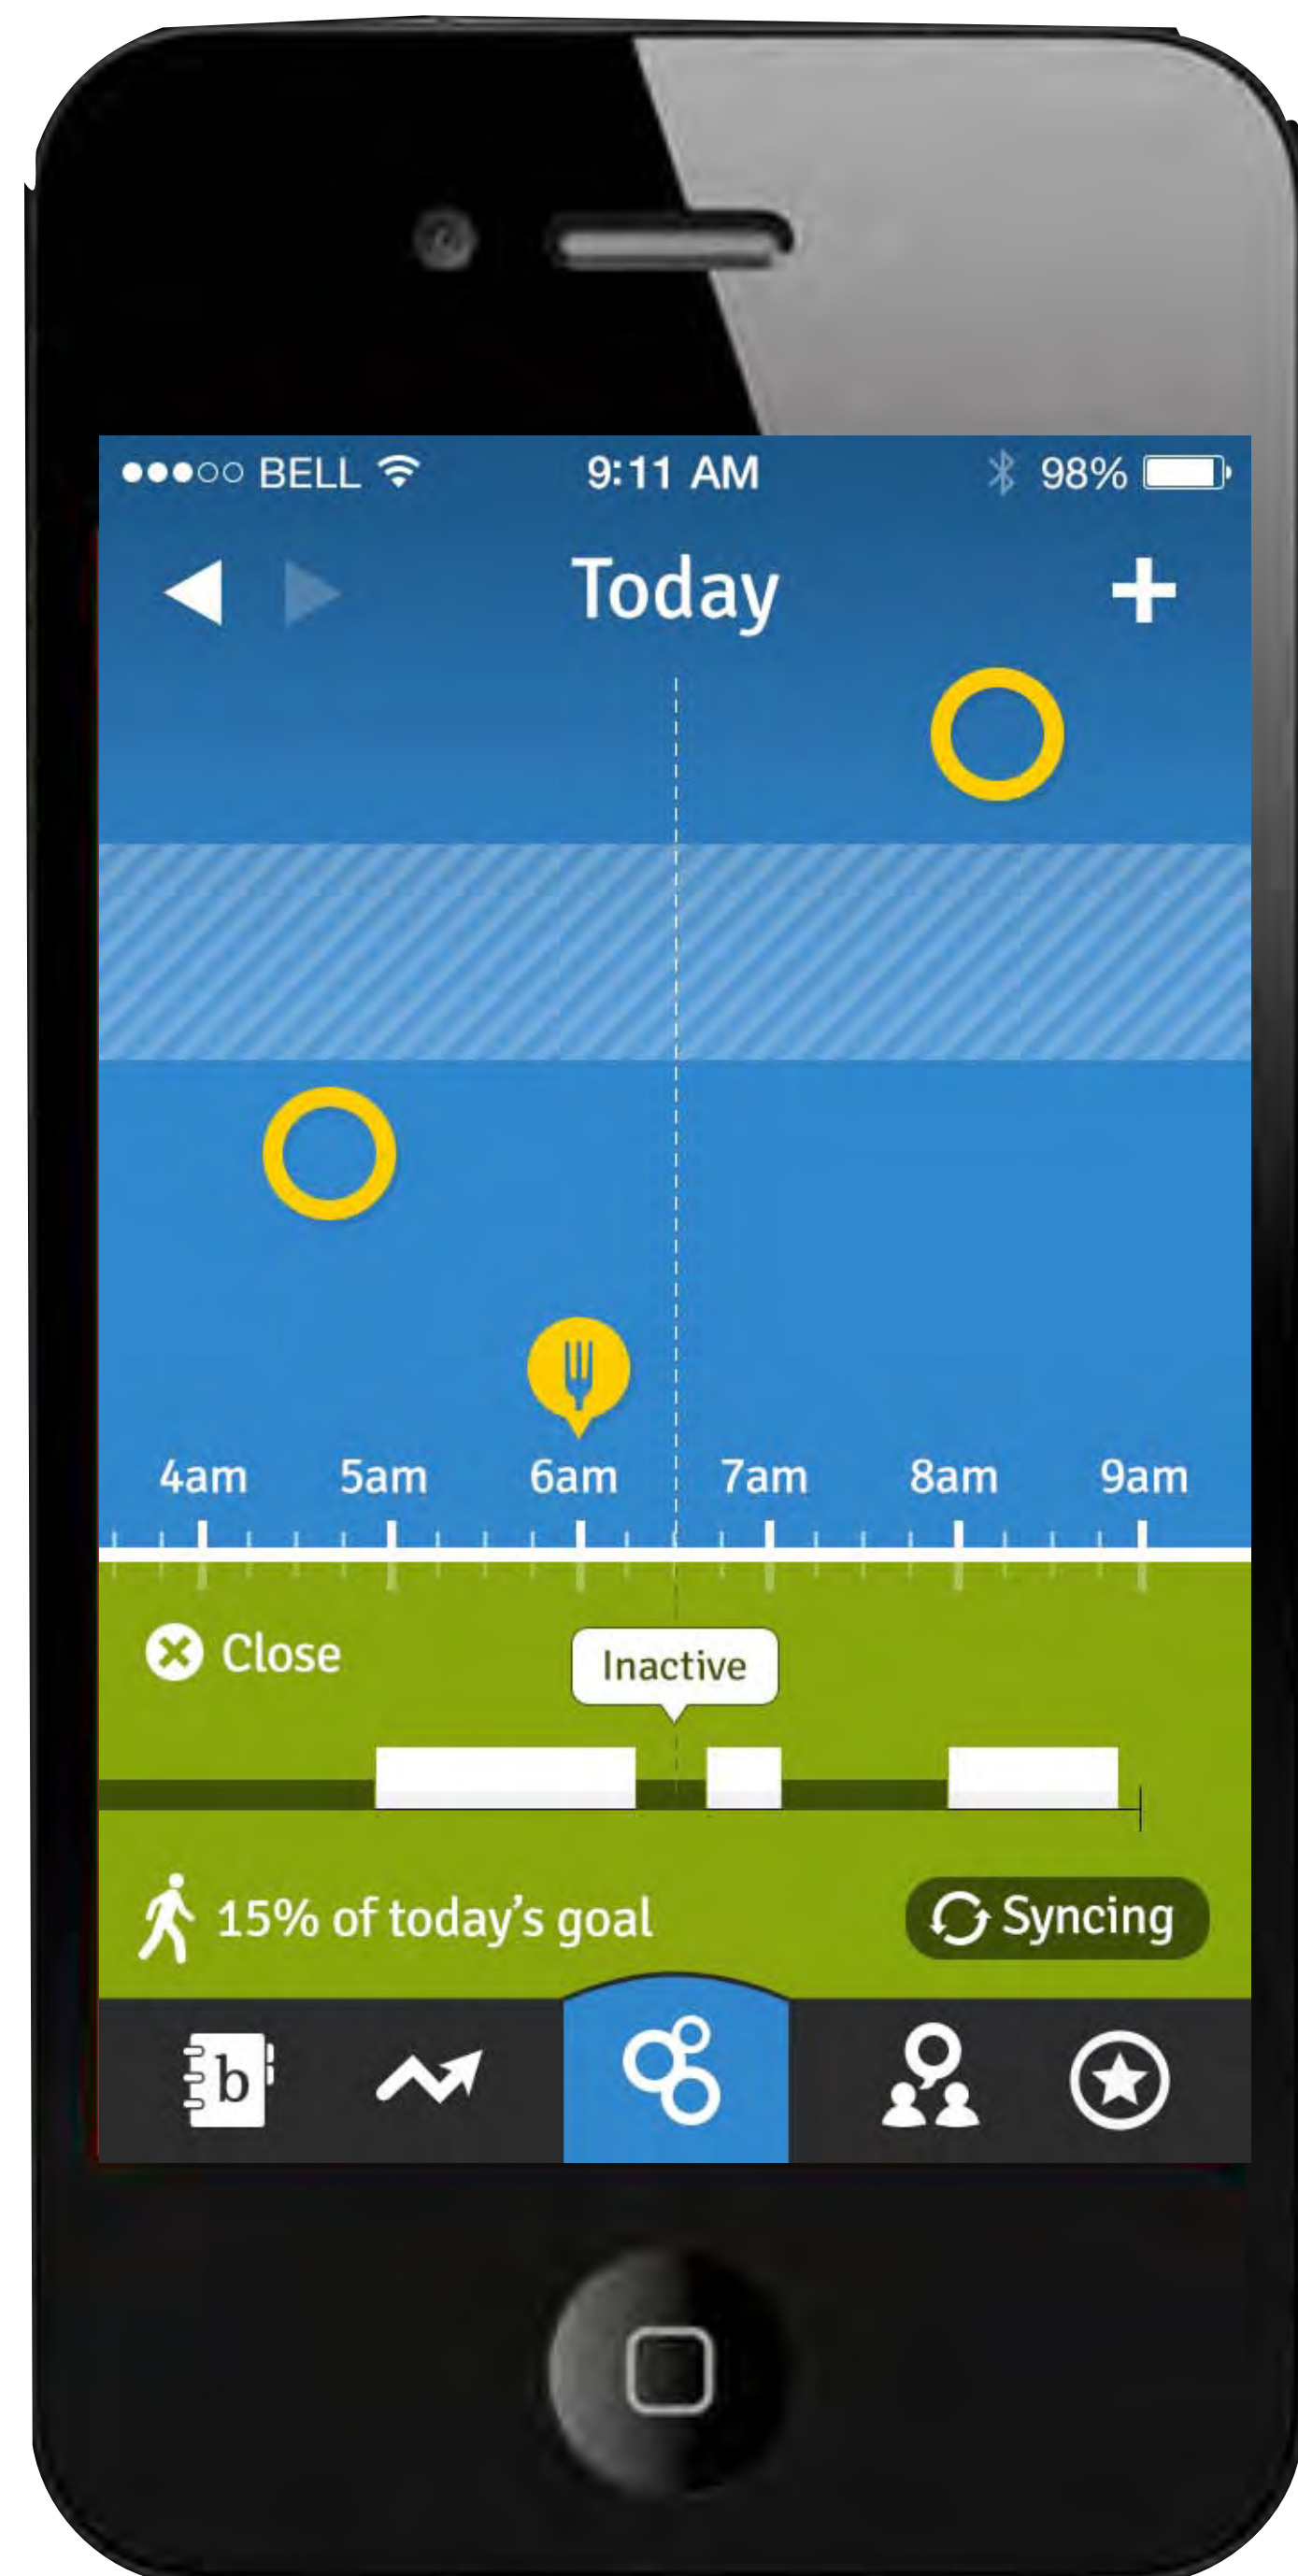 BELL 9:11 AM 98%
Today
4am 5am 6am 7am 8am 9am
Close
Inactive
15% of today’s goal
Syncing
b